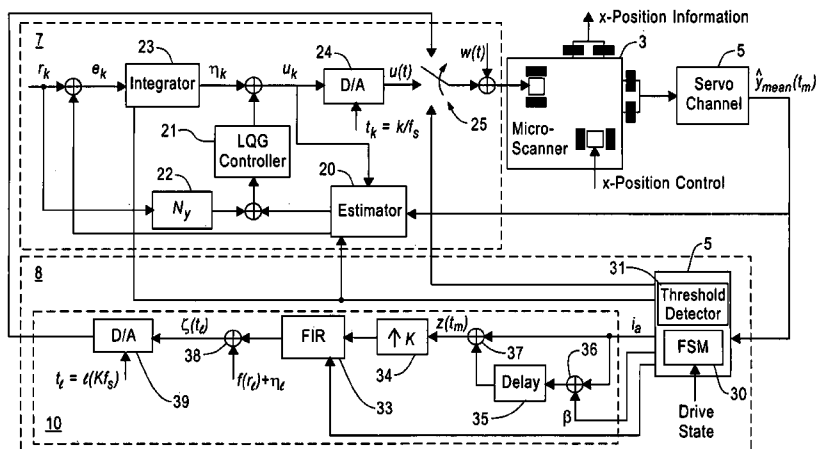 x-Position Information
7
23
24
3
5
r_k
e_k
Integrator
η_k
u_k
D/A
u(t)
w(t)
Servo
Channel
ŷ_mean(t_m)
t_k = k/f_s
25
Micro-
Scanner
21
LQG
Controller
20
22
N_y
Estimator
x-Position Control
8
5
31
Threshold
Detector
D/A
ζ(t_ℓ)
38
FIR
↑ K
z(t_m)
37
i_a
FSM
36
t_ℓ = ℓ(Kf_s)
39
f(r_ℓ)+η_ℓ
33
34
Delay
35
β
30
Drive
State
10